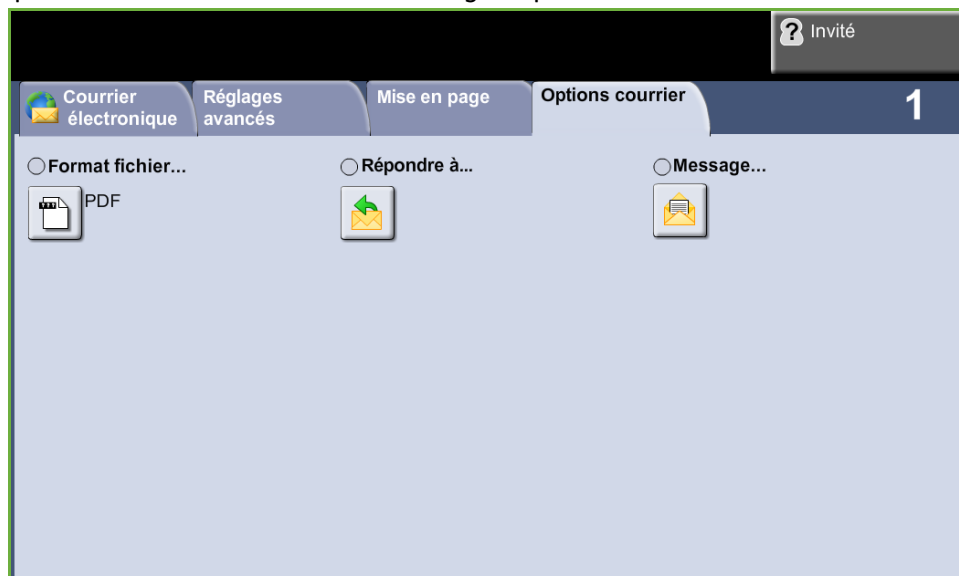 Invité
Courrier
électronique
Réglages
avancés
Mise en page
Options courrier
1
Format fichier...
Répondre à...
Message...
PDF